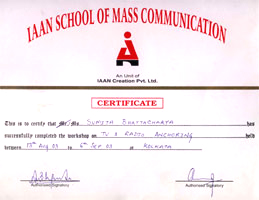 IAAN SCHOOL OF MASS COMMUNICATION
An Unit of
IAAN Creation Pvt. Ltd.
CERTIFICATE
This is to certify that Mr./Ms SUMITA BHATTACHARYA has
successfully completed the workshop on TV & RADIO ANCHORING held
between 13th Aug 03 to 6th Sep 03 at KOLKATA
Authorised Signatory Authorised Signatory